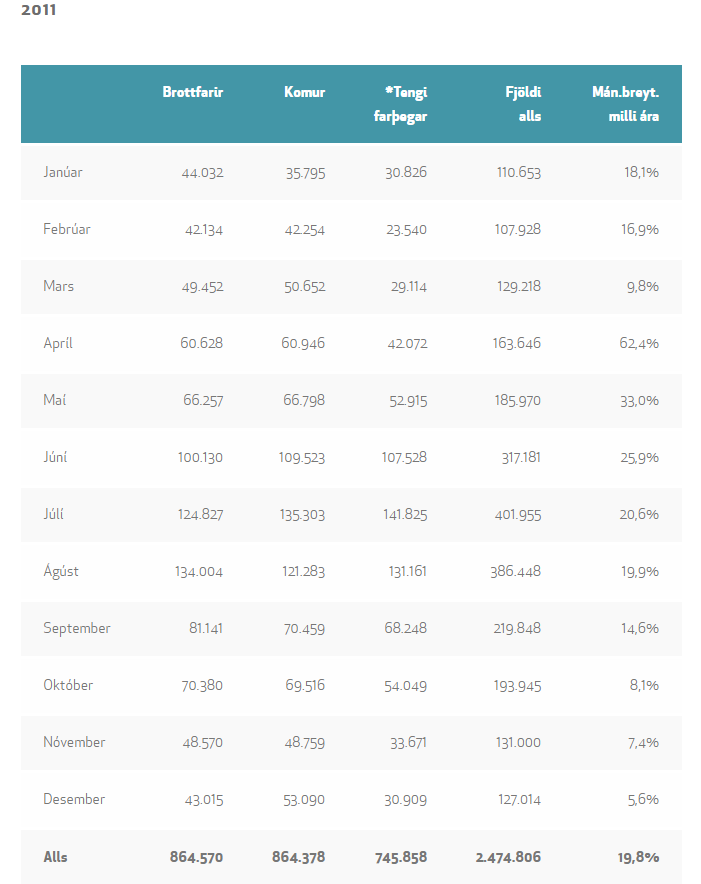 2011
Brottfarir Komur *Tengi farþegar Fjöldi alls Mán.breyt. milli ára
Janúar 44.032 35.795 30.826 110.653 18,1%
Febrúar 42.134 42.254 23.540 107.928 16,9%
Mars 49.452 50.652 29.114 129.218 9,8%
Apríl 60.628 60.946 42.072 163.646 62,4%
Maí 66.257 66.798 52.915 185.970 33,0%
Júní 100.130 109.523 107.528 317.181 25,9%
Júlí 124.827 135.303 141.825 401.955 20,6%
Ágúst 134.004 121.283 131.161 386.448 19,9%
September 81.141 70.459 68.248 219.848 14,6%
Október 70.380 69.516 54.049 193.945 8,1%
Nóvember 48.570 48.759 33.671 131.000 7,4%
Desember 43.015 53.090 30.909 127.014 5,6%
Alls 864.570 864.378 745.858 2.474.806 19,8%